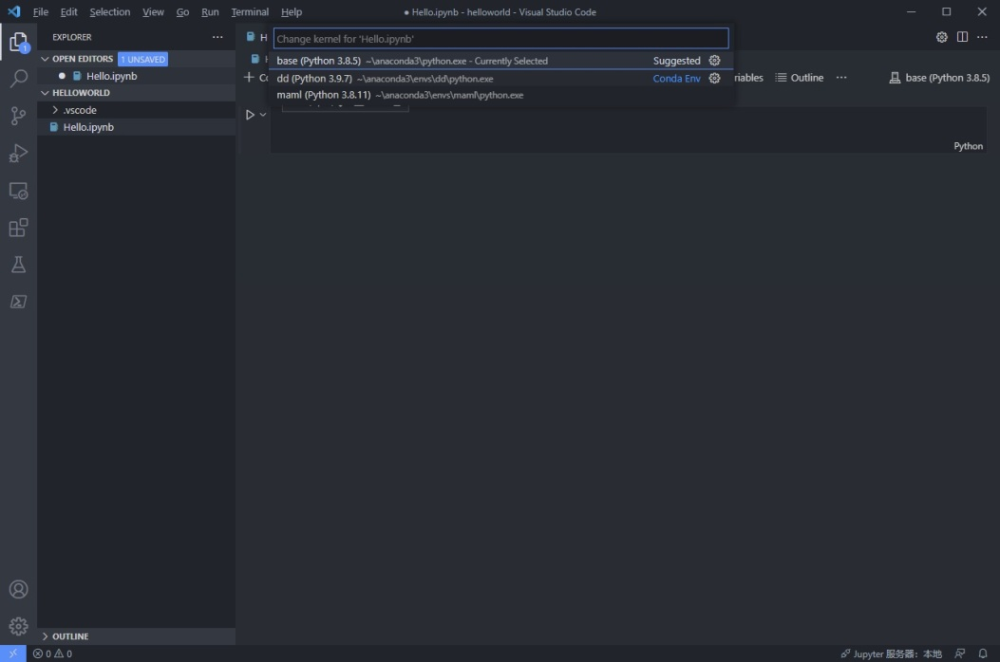 File Edit Selection View Go Run Terminal Help
● Hello.ipynb - helloworld - Visual Studio Code
EXPLORER
OPEN EDITORS 1 UNSAVED
Hello.ipynb
HELLOWORLD
.vscode
Hello.ipynb
OUTLINE
1
H
Change kernel for 'Hello.ipynb'
base (Python 3.8.5) ~\anaconda3\python.exe - Currently Selected Suggested
dd (Python 3.9.7) ~\anaconda3\envs\dd\python.exe Conda Env
maml (Python 3.8.11) ~\anaconda3\envs\maml\python.exe
riables Outline ··· base (Python 3.8.5)
Python
0 0
Jupyter 服务器: 本地